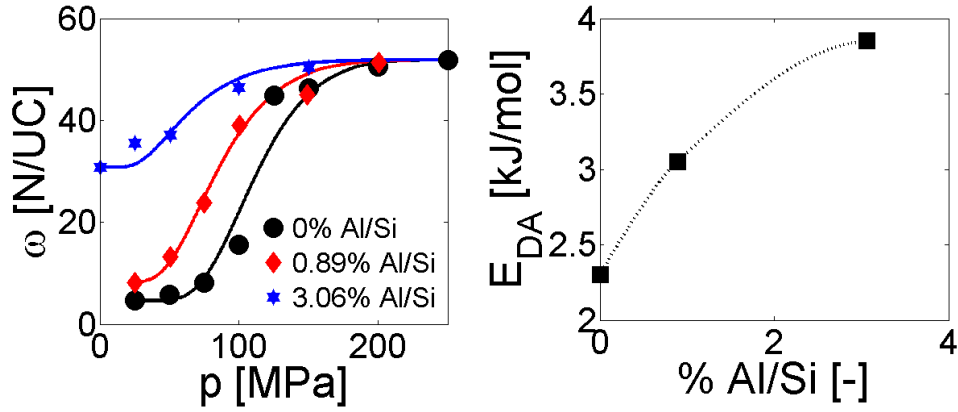 60
40
20
0
0
100
200
ω [N/UC]
p [MPa]
0% Al/Si
0.89% Al/Si
3.06% Al/Si
4
3.5
3
2.5
2
0
2
4
E_DA [kJ/mol]
% Al/Si [-]